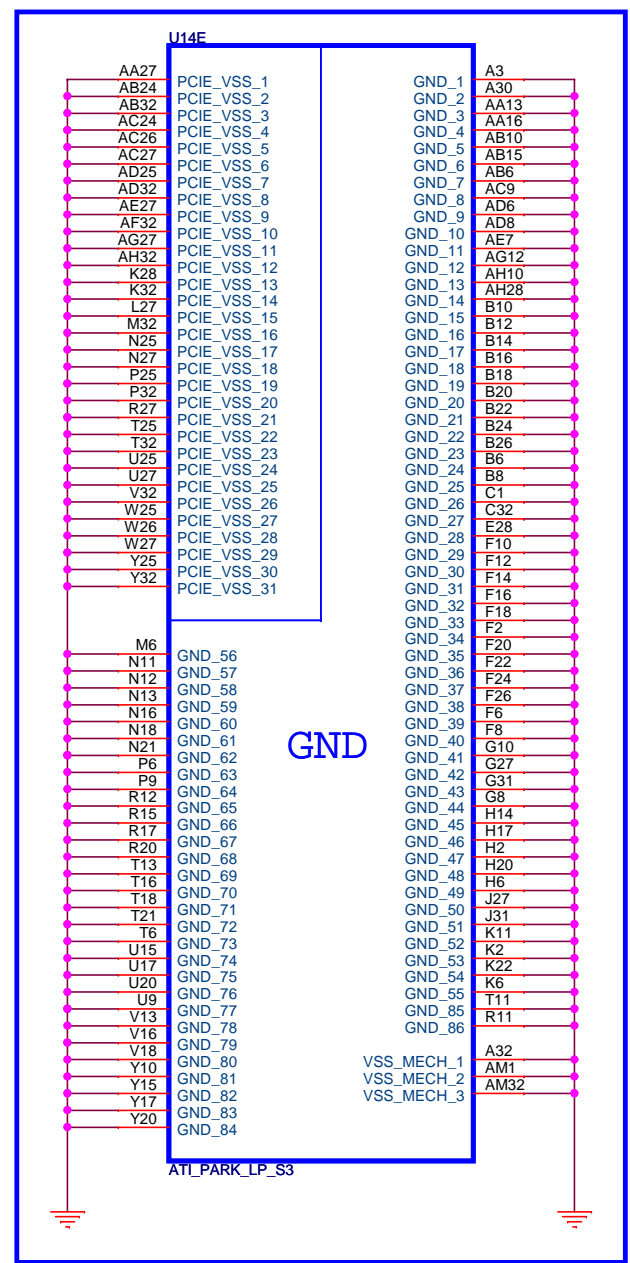 U14E
AA27 PCIE_VSS_1 GND_1 A3
AB24 PCIE_VSS_2 GND_2 A30
AB32 PCIE_VSS_3 GND_3 AA13
AC24 PCIE_VSS_4 GND_4 AA16
AC26 PCIE_VSS_5 GND_5 AB10
AC27 PCIE_VSS_6 GND_6 AB15
AD25 PCIE_VSS_7 GND_7 AB6
AD32 PCIE_VSS_8 GND_8 AC9
AE27 PCIE_VSS_9 GND_9 AD6
AF32 PCIE_VSS_10 GND_10 AD8
AG27 PCIE_VSS_11 GND_11 AE7
AH32 PCIE_VSS_12 GND_12 AG12
K28 PCIE_VSS_13 GND_13 AH10
K32 PCIE_VSS_14 GND_14 AH28
L27 PCIE_VSS_15 GND_15 B10
M32 PCIE_VSS_16 GND_16 B12
N25 PCIE_VSS_17 GND_17 B14
N27 PCIE_VSS_18 GND_18 B16
P25 PCIE_VSS_19 GND_19 B18
P32 PCIE_VSS_20 GND_20 B20
R27 PCIE_VSS_21 GND_21 B22
T25 PCIE_VSS_22 GND_22 B24
T32 PCIE_VSS_23 GND_23 B26
U25 PCIE_VSS_24 GND_24 B6
U27 PCIE_VSS_25 GND_25 B8
V32 PCIE_VSS_26 GND_26 C1
W25 PCIE_VSS_27 GND_27 C32
W26 PCIE_VSS_28 GND_28 E28
W27 PCIE_VSS_29 GND_29 F10
Y25 PCIE_VSS_30 GND_30 F12
Y32 PCIE_VSS_31 GND_31 F14
GND_32 F16
GND_33 F18
GND_34 F2
M6 GND_56 GND_35 F20
N11 GND_57 GND_36 F22
N12 GND_58 GND_37 F24
N13 GND_59 GND_38 F26
N16 GND_60 GND_39 F6
N18 GND_61 GND_40 F8
GND
N21 GND_62 GND_41 G10
P6 GND_63 GND_42 G27
P9 GND_64 GND_43 G31
R12 GND_65 GND_44 G8
R15 GND_66 GND_45 H14
R17 GND_67 GND_46 H17
R20 GND_68 GND_47 H2
T13 GND_69 GND_48 H20
T16 GND_70 GND_49 H6
T18 GND_71 GND_50 J27
T21 GND_72 GND_51 J31
T6 GND_73 GND_52 K11
U15 GND_74 GND_53 K2
U17 GND_75 GND_54 K22
U20 GND_76 GND_55 K6
U9 GND_77 GND_85 T11
V13 GND_78 GND_86 R11
V16 GND_79
V18 GND_80 VSS_MECH_1 A32
Y10 GND_81 VSS_MECH_2 AM1
Y15 GND_82 VSS_MECH_3 AM32
Y17 GND_83
Y20 GND_84
ATI_PARK_LP_S3